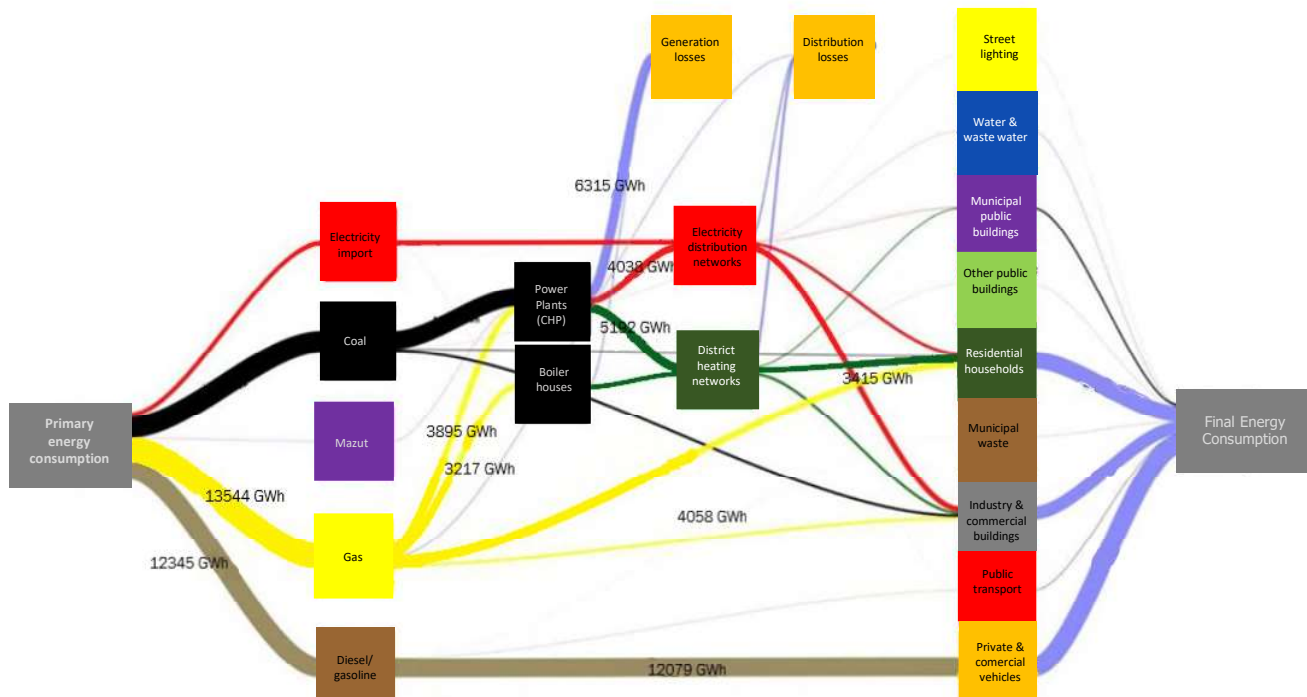 Generation
losses
Distribution
losses
Street
lighting
Water &
waste water
6315 GWh
Municipal
public
buildings
Electricity
import
Electricity
distribution
networks
4038 GWh
Other public
buildings
Power
Plants
(CHP)
5192 GWh
Coal
District
heating
networks
Residential
households
Boiler
houses
3415 GWh
Primary
energy
consumption
Mazut
3895 GWh
Municipal
waste
Final Energy
Consumption
3217 GWh
13544 GWh
4058 GWh
Industry &
commercial
buildings
Gas
12345 GWh
Public
transport
Diesel/
gasoline
12079 GWh
Private &
comercial
vehicles